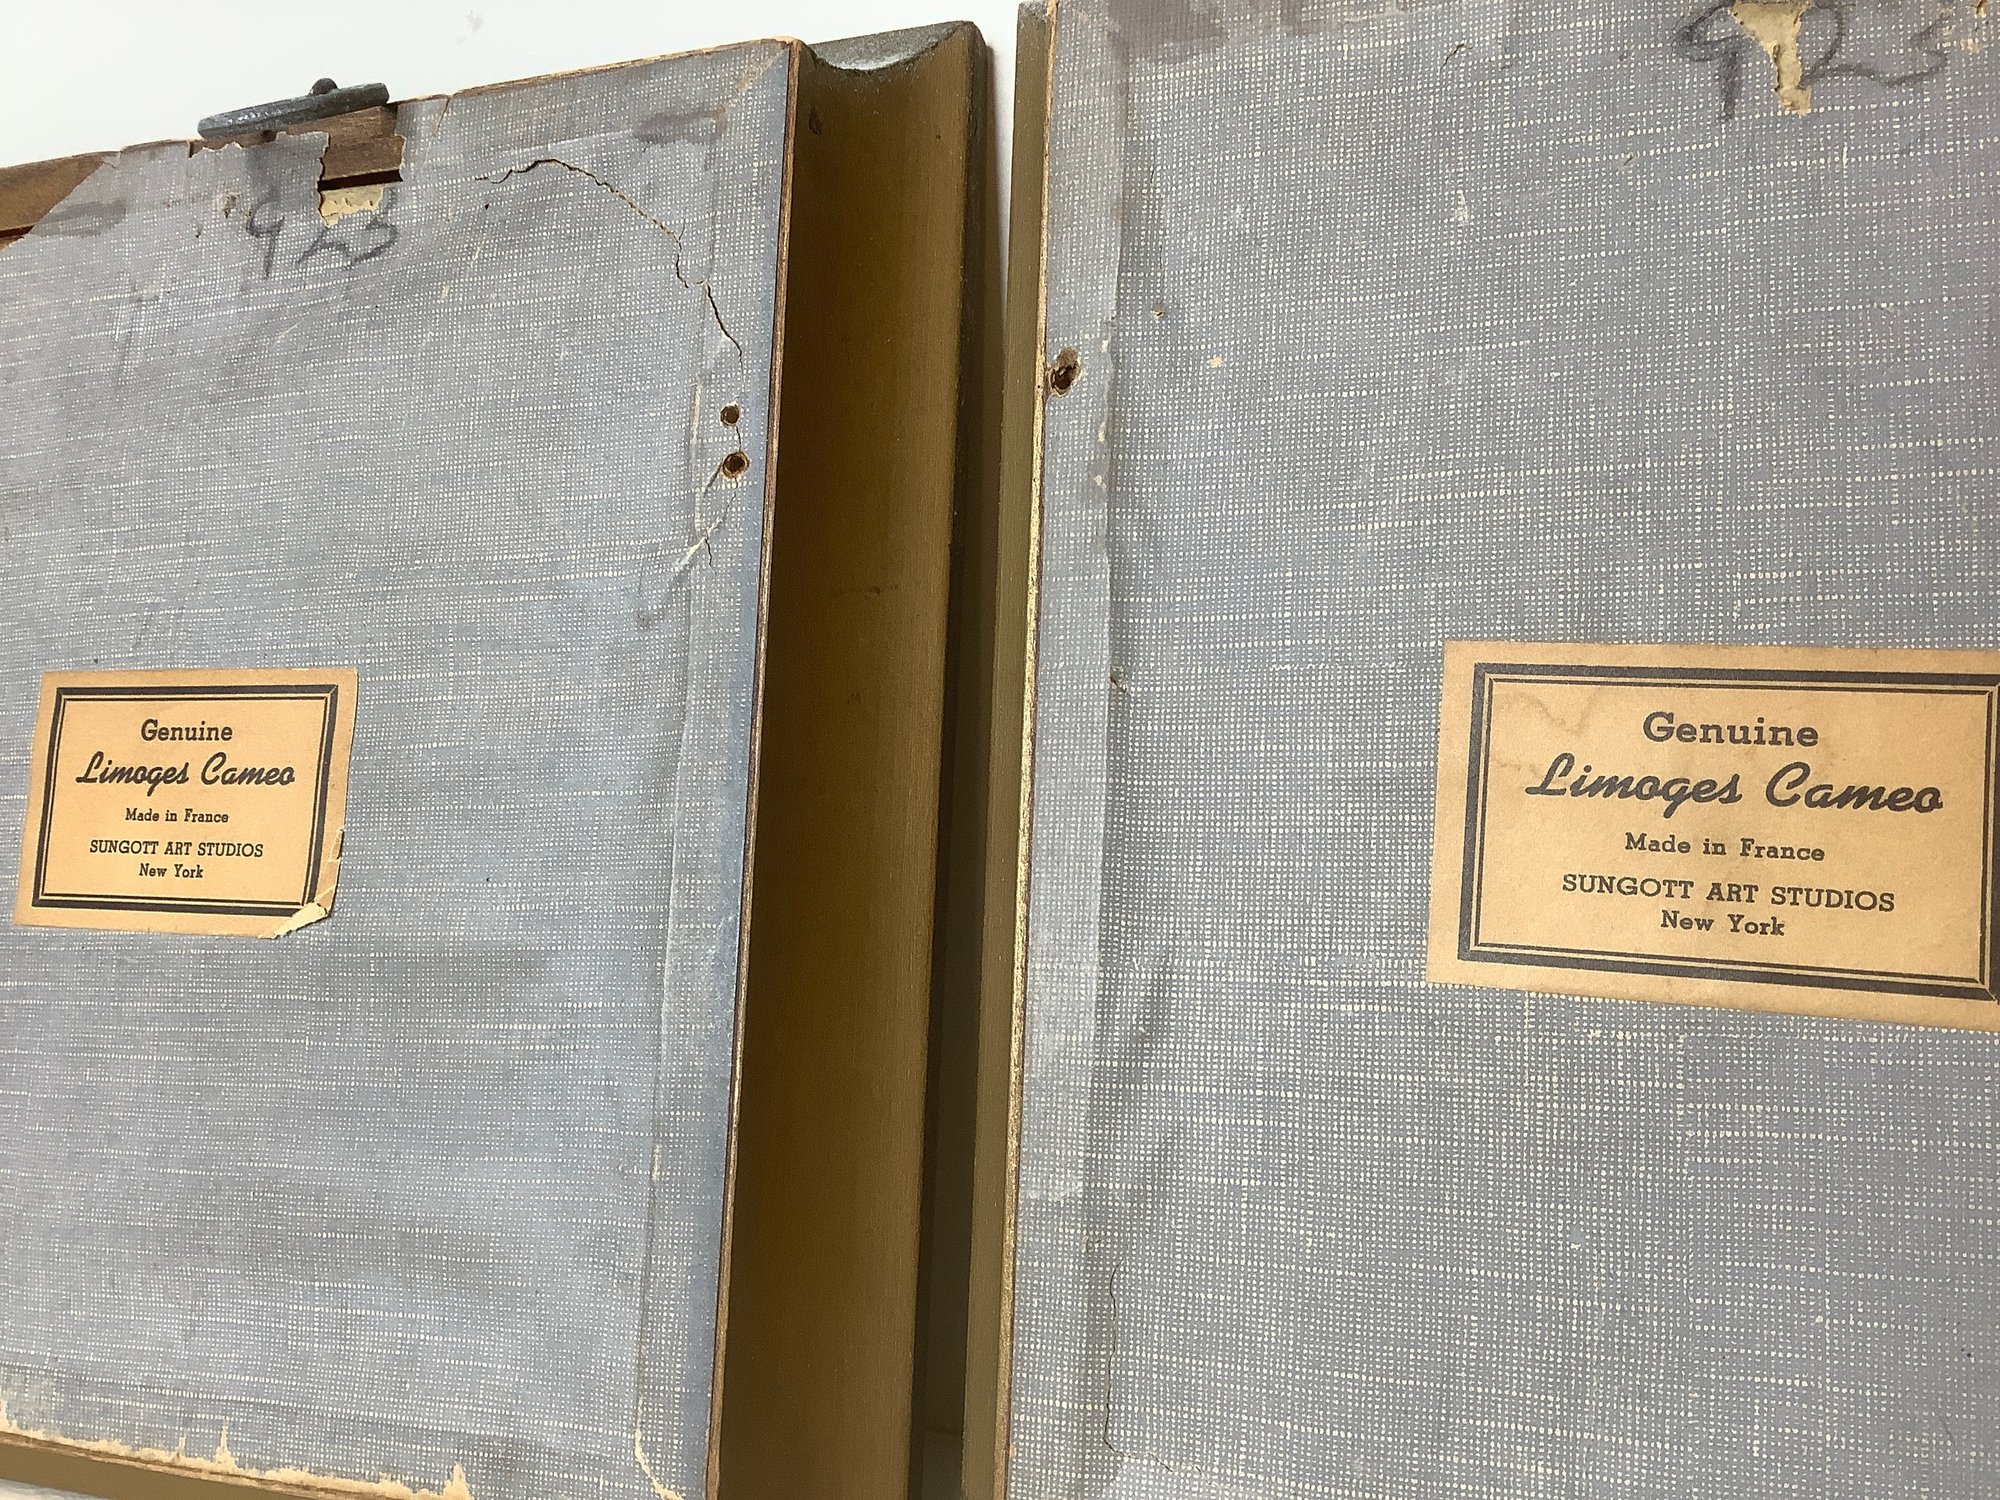 923
Genuine
Limoges Cameo
Made in France
SUNGOTT ART STUDIOS
New York
923
Genuine
Limoges Cameo
Made in France
SUNGOTT ART STUDIOS
New York